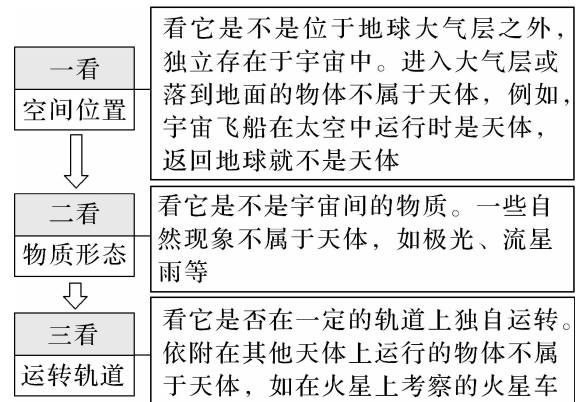 一看
空间位置
看它是不是位于地球大气层之外，
独立存在于宇宙中。进入大气层或
落到地面的物体不属于天体，例如，
宇宙飞船在太空中运行时是天体，
返回地球就不是天体
二看
物质形态
看它是不是宇宙间的物质。一些自
然现象不属于天体，如极光、流星
雨等
三看
运转轨道
看它是否在一定的轨道上独自运转。
依附在其他天体上运行的物体不属
于天体，如在火星上考察的火星车